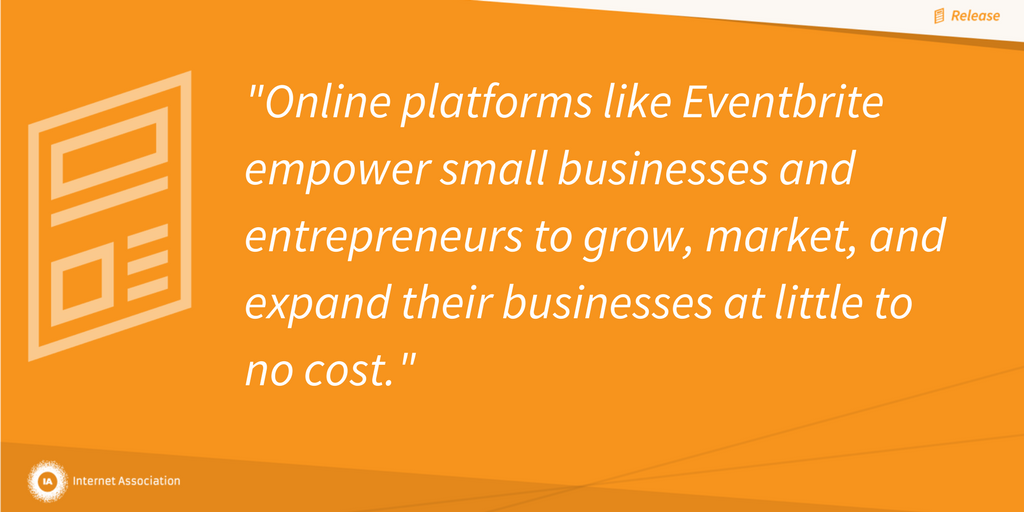 Release
"Online platforms like Eventbrite
empower small businesses and
entrepreneurs to grow, market, and
expand their businesses at little to
no cost."
IA Internet Association